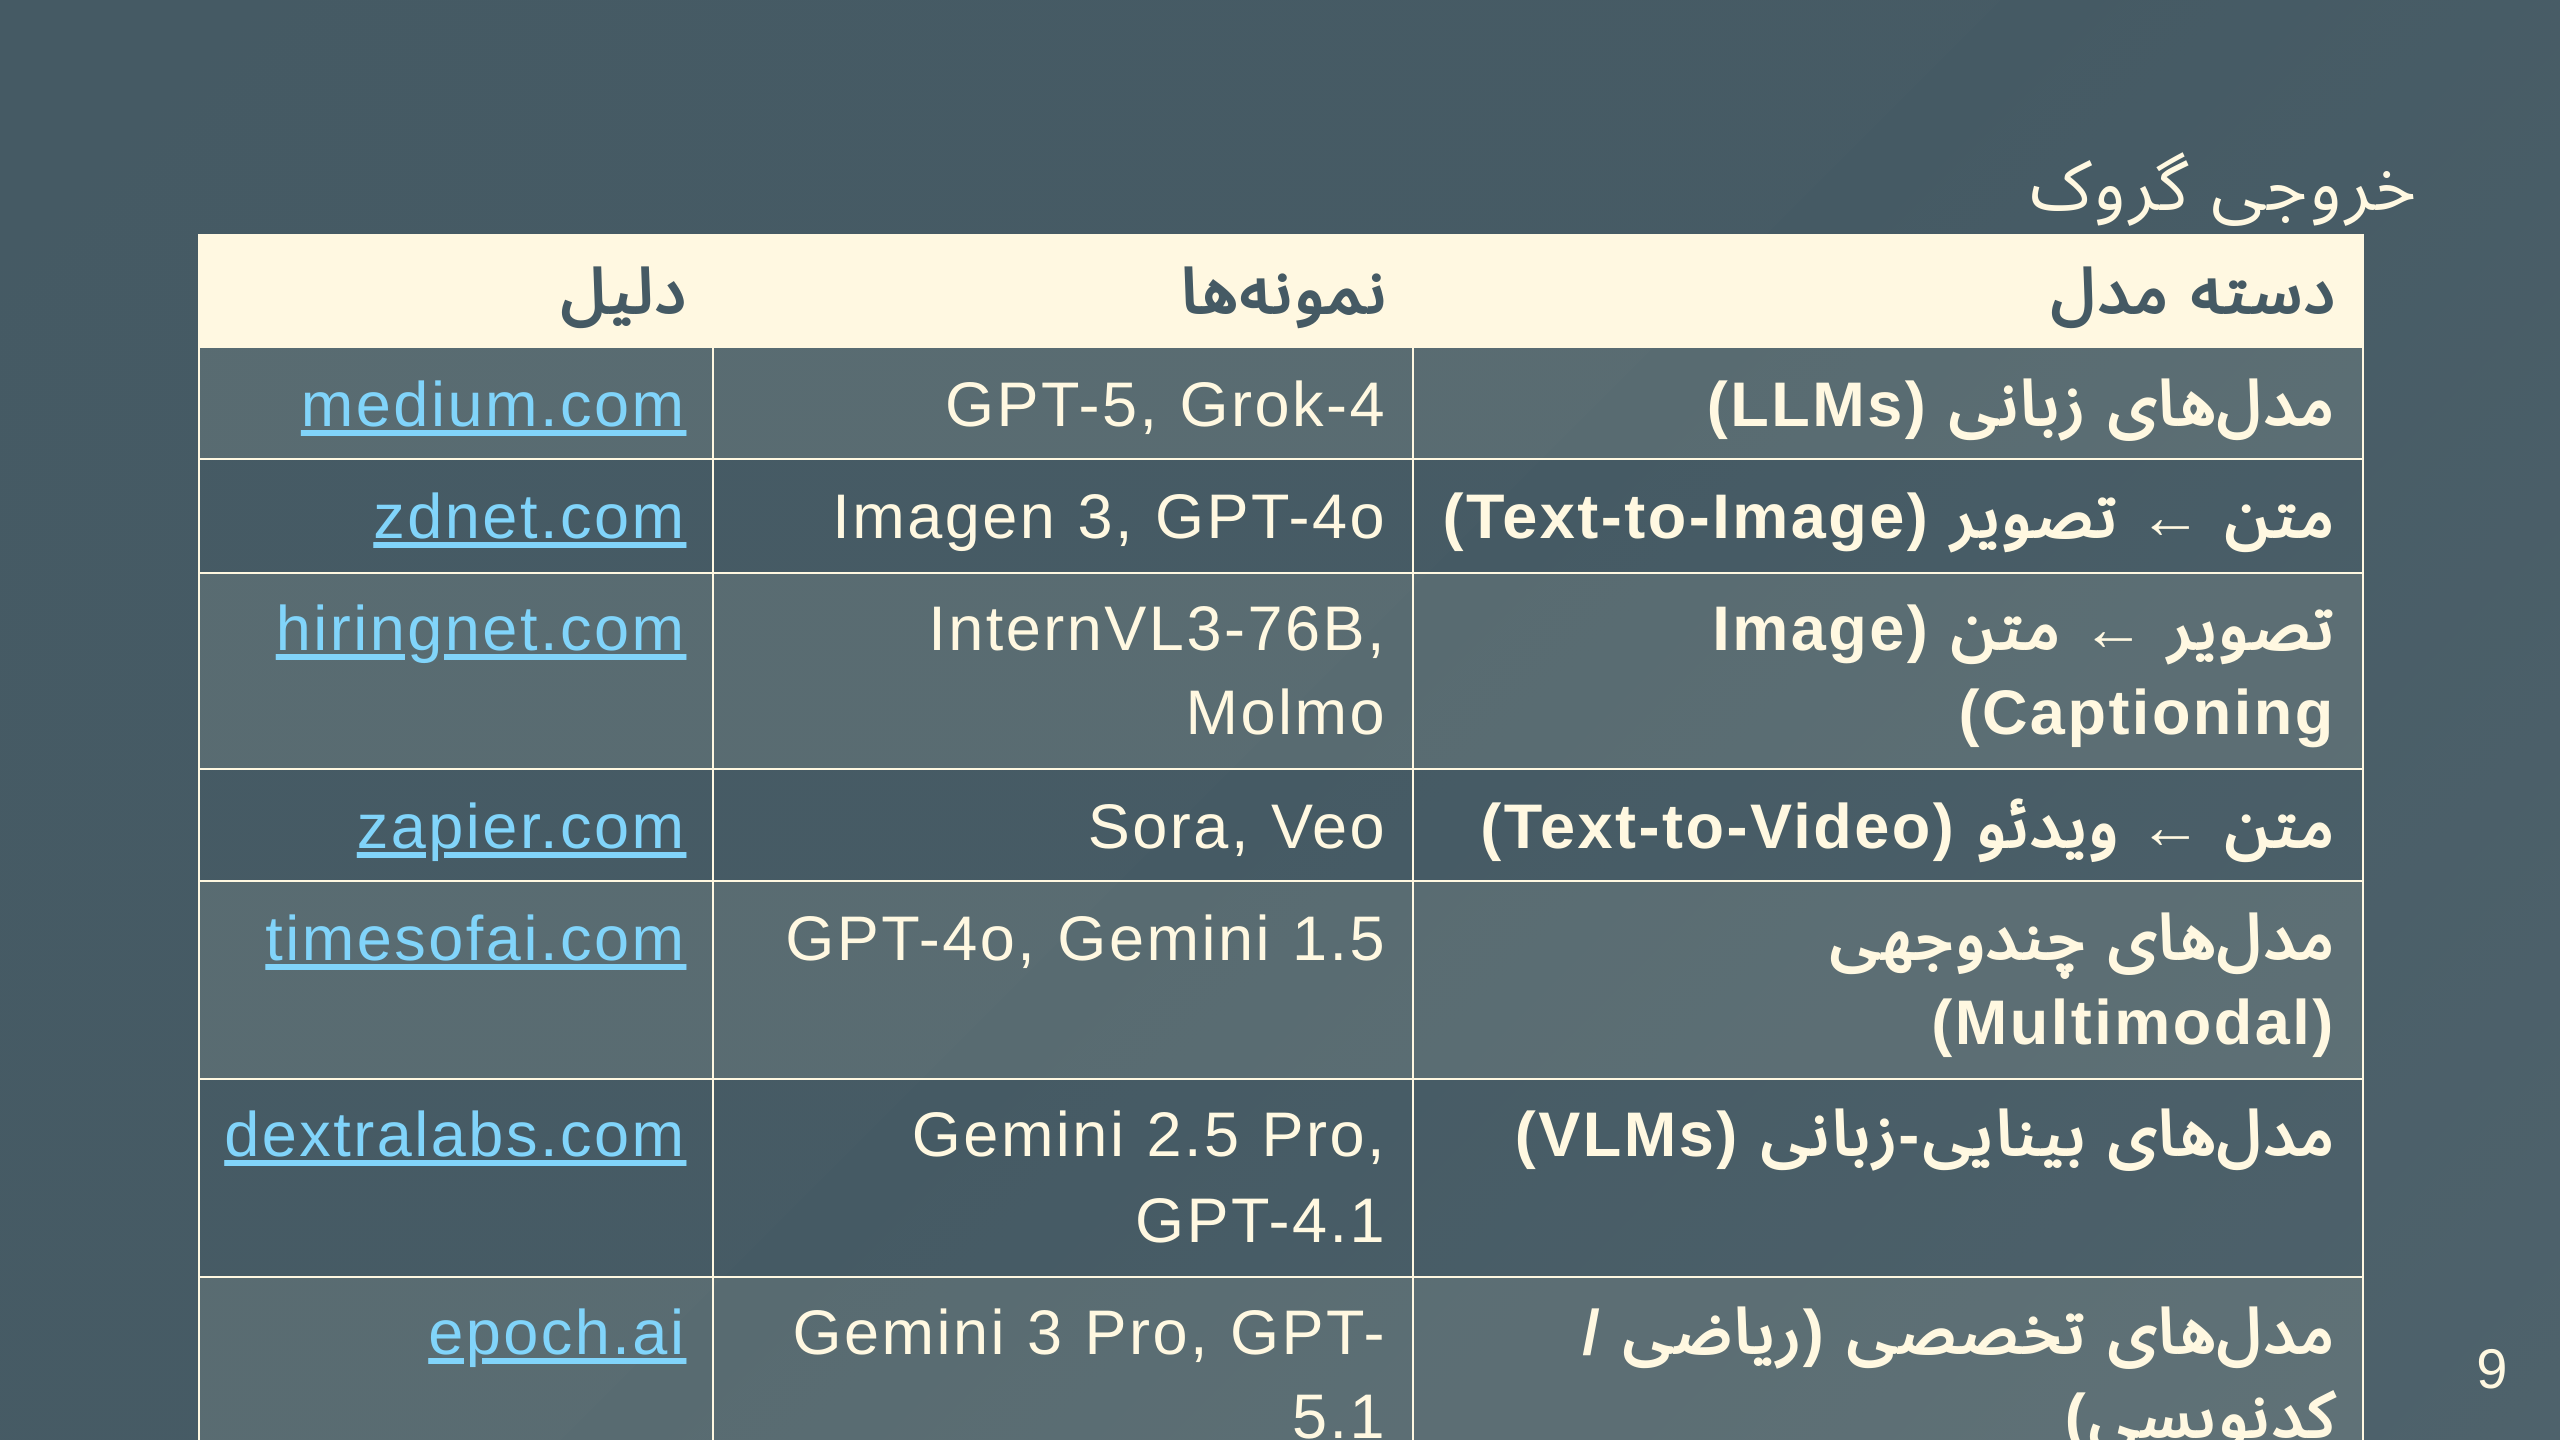 خروجی گروک
دسته مدل
نمونه‌ها
دلیل
مدل‌های زبانی (LLMs)
GPT-5, Grok-4
medium.com
متن ← تصویر (Text-to-Image)
Imagen 3, GPT-4o
zdnet.com
تصویر ← متن (Image
Captioning)
InternVL3-76B,
Molmo
hiringnet.com
متن ← ویدئو (Text-to-Video)
Sora, Veo
zapier.com
مدل‌های چندوجهی
(Multimodal)
GPT-4o, Gemini 1.5
timesofai.com
مدل‌های بینایی-زبانی (VLMs)
Gemini 2.5 Pro,
GPT-4.1
dextralabs.com
مدل‌های تخصصی (ریاضی /
کدنویسی)
Gemini 3 Pro, GPT-
5.1
epoch.ai
9